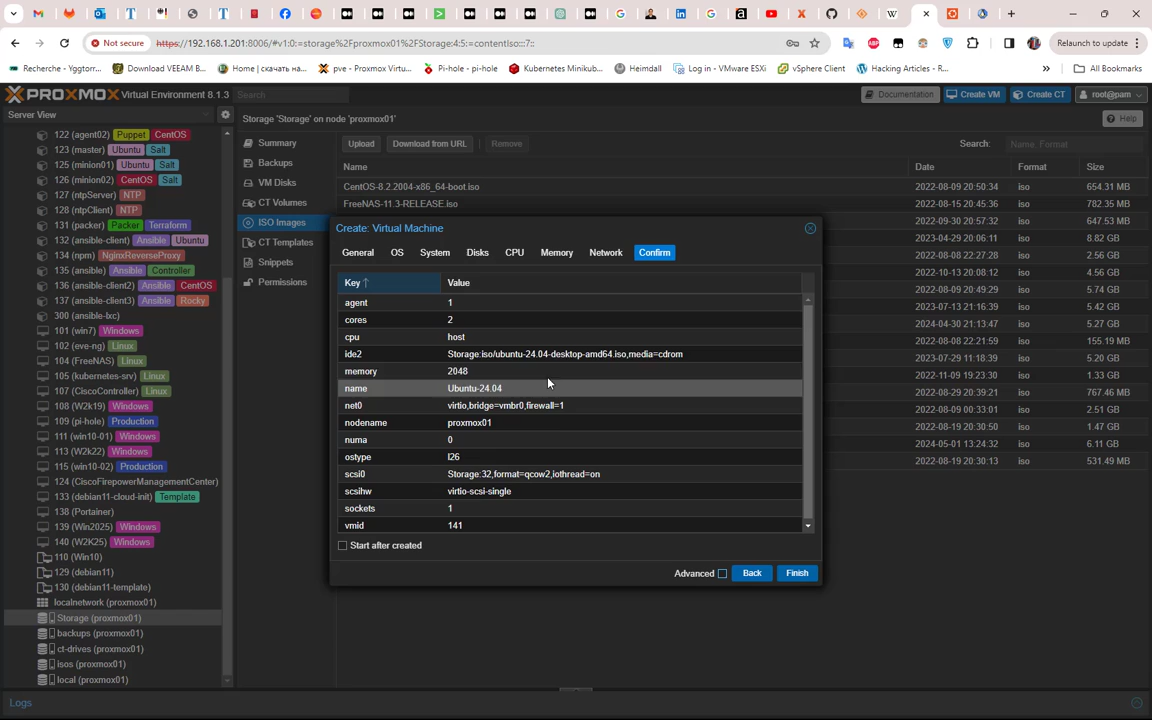 Not secure https://192.168.1.201:8006/#v1:0:=storage%2Fproxmox01%2FStorage:4:5:=contentIso:::7:: Relaunch to update
Recherche - Yggtorr... Download VEEAM B... Home | скачать на... pve - Proxmox Virtu... Pi-hole - pi-hole Kubernetes Minikub... Heimdall Log in - VMware ESXi vSphere Client Hacking Articles - R... » All Bookmarks
PROXMOX Virtual Environment 8.1.3 Search Documentation Create VM Create CT root@pam
Server View
Storage 'Storage' on node 'proxmox01' Help
122 (agent02) Puppet CentOS
123 (master) Ubuntu Salt
125 (minion01) Ubuntu Salt
126 (minion02) CentOS Salt
127 (ntpServer) NTP
128 (ntpClient) NTP
131 (packer) Packer Terraform
132 (ansible-client) Ansible Ubuntu
134 (npm) NginxReverseProxy
135 (ansible) Ansible Controller
136 (ansible-client2) Ansible CentOS
137 (ansible-client3) Ansible Rocky
300 (ansible-lxc)
101 (win7) Windows
102 (eve-ng) Linux
104 (FreeNAS) Linux
105 (kubernetes-srv) Linux
107 (CiscoController) Linux
108 (W2k19) Windows
109 (pi-hole) Production
111 (win10-01) Windows
113 (W2K22) Windows
115 (win10-02) Production
124 (CiscoFirepowerManagementCenter)
133 (debian11-cloud-init) Template
138 (Portainer)
139 (Win2025) Windows
140 (W2K25) Windows
110 (Win10)
129 (debian11)
130 (debian11-template)
localnetwork (proxmox01)
Storage (proxmox01)
backups (proxmox01)
ct-drives (proxmox01)
isos (proxmox01)
local (proxmox01)
Summary
Backups
VM Disks
CT Volumes
ISO Images
CT Templates
Snippets
Permissions
Upload Download from URL Remove Search: Name, Format
Name Date Format Size
CentOS-8.2.2004-x86_64-boot.iso 2022-08-09 20:50:34 iso 654.31 MB
FreeNAS-11.3-RELEASE.iso 2022-08-15 20:45:36 iso 782.35 MB
2022-09-30 20:57:32 iso 647.53 MB
2023-04-29 20:06:11 iso 8.82 GB
2022-08-08 22:27:28 iso 2.56 GB
2022-10-13 20:08:12 iso 4.56 GB
2022-08-09 20:49:29 iso 5.74 GB
2023-07-13 21:16:39 iso 5.42 GB
2024-04-30 21:13:47 iso 5.27 GB
2022-08-08 22:21:59 iso 155.19 MB
2023-07-29 11:18:39 iso 5.20 GB
2022-11-09 19:23:30 iso 1.33 GB
2022-08-29 20:29:21 iso 767.46 MB
2022-08-09 00:33:01 iso 2.51 GB
2022-08-19 20:30:50 iso 1.47 GB
2024-05-01 13:24:32 iso 6.11 GB
2022-08-19 20:30:13 iso 531.49 MB
Create: Virtual Machine
General OS System Disks CPU Memory Network Confirm
Key ↑ Value
agent 1
cores 2
cpu host
ide2 Storage:iso/ubuntu-24.04-desktop-amd64.iso,media=cdrom
memory 2048
name Ubuntu-24.04
net0 virtio,bridge=vmbr0,firewall=1
nodename proxmox01
numa 0
ostype l26
scsi0 Storage:32,format=qcow2,iothread=on
scsihw virtio-scsi-single
sockets 1
vmid 141
Start after created
Advanced Back Finish
Logs